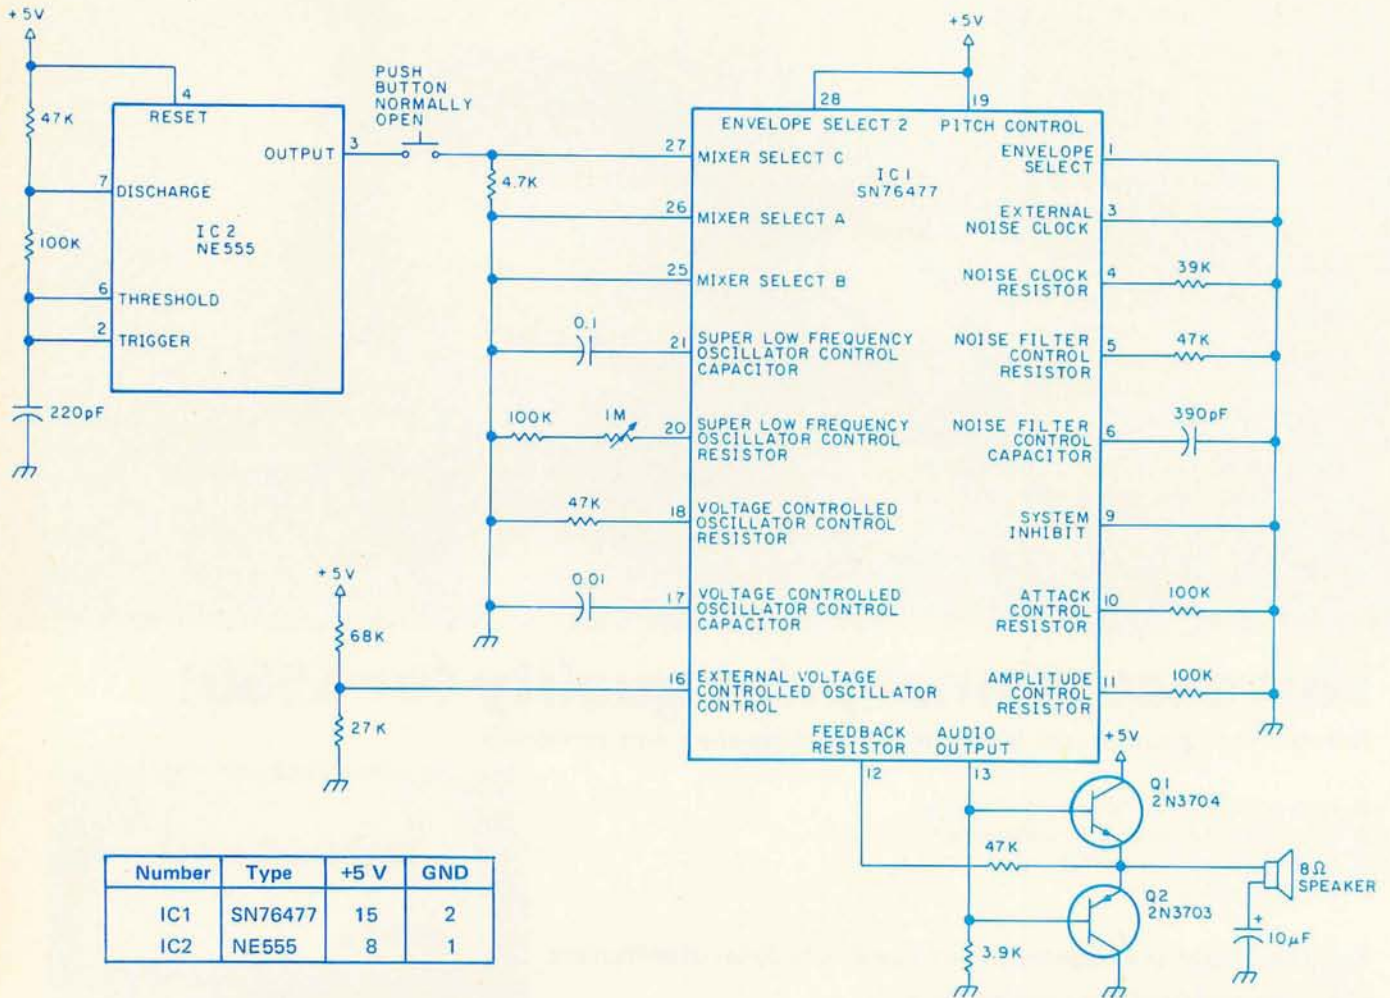 +5V
47K
100K
220pF
4
RESET
OUTPUT
3
7
DISCHARGE
IC2
NE555
6
THRESHOLD
2
TRIGGER
PUSH
BUTTON
NORMALLY
OPEN
4.7K
0.1
100K
1M
47K
0.01
+5V
68K
27K
+5V
28
19
ENVELOPE SELECT 2
PITCH CONTROL
IC1
SN76477
27
MIXER SELECT C
26
MIXER SELECT A
25
MIXER SELECT B
21
SUPER LOW FREQUENCY
OSCILLATOR CONTROL
CAPACITOR
20
SUPER LOW FREQUENCY
OSCILLATOR CONTROL
RESISTOR
18
VOLTAGE CONTROLLED
OSCILLATOR CONTROL
RESISTOR
17
VOLTAGE CONTROLLED
OSCILLATOR CONTROL
CAPACITOR
16
EXTERNAL VOLTAGE
CONTROLLED OSCILLATOR
CONTROL
ENVELOPE
SELECT
1
EXTERNAL
NOISE CLOCK
3
NOISE CLOCK
RESISTOR
4
39K
NOISE FILTER
CONTROL
RESISTOR
5
47K
NOISE FILTER
CONTROL
CAPACITOR
6
390pF
SYSTEM
INHIBIT
9
ATTACK
CONTROL
RESISTOR
10
100K
AMPLITUDE
CONTROL
RESISTOR
11
100K
FEEDBACK
RESISTOR
12
AUDIO
OUTPUT
13
+5V
Q1
2N3704
47K
8Ω
SPEAKER
Q2
2N3703
+
10µF
3.9K
Number Type +5 V GND
IC1 SN76477 15 2
IC2 NE555 8 1